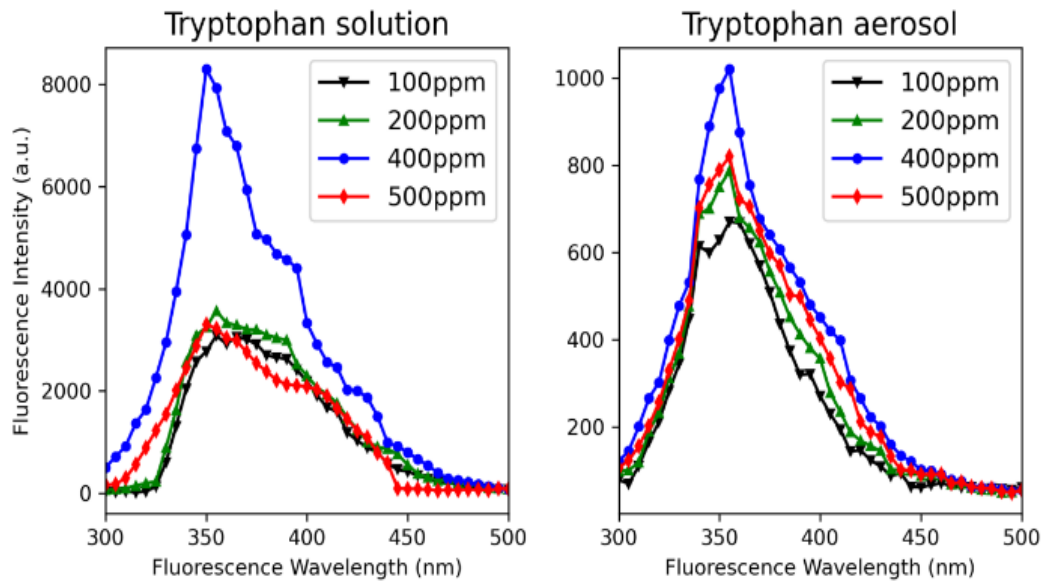 Tryptophan solution
Fluorescence Intensity (a.u.)
8000
6000
4000
2000
0
100ppm
200ppm
400ppm
500ppm
300 350 400 450 500
Fluorescence Wavelength (nm)
Tryptophan aerosol
1000
800
600
400
200
100ppm
200ppm
400ppm
500ppm
300 350 400 450 500
Fluorescence Wavelength (nm)